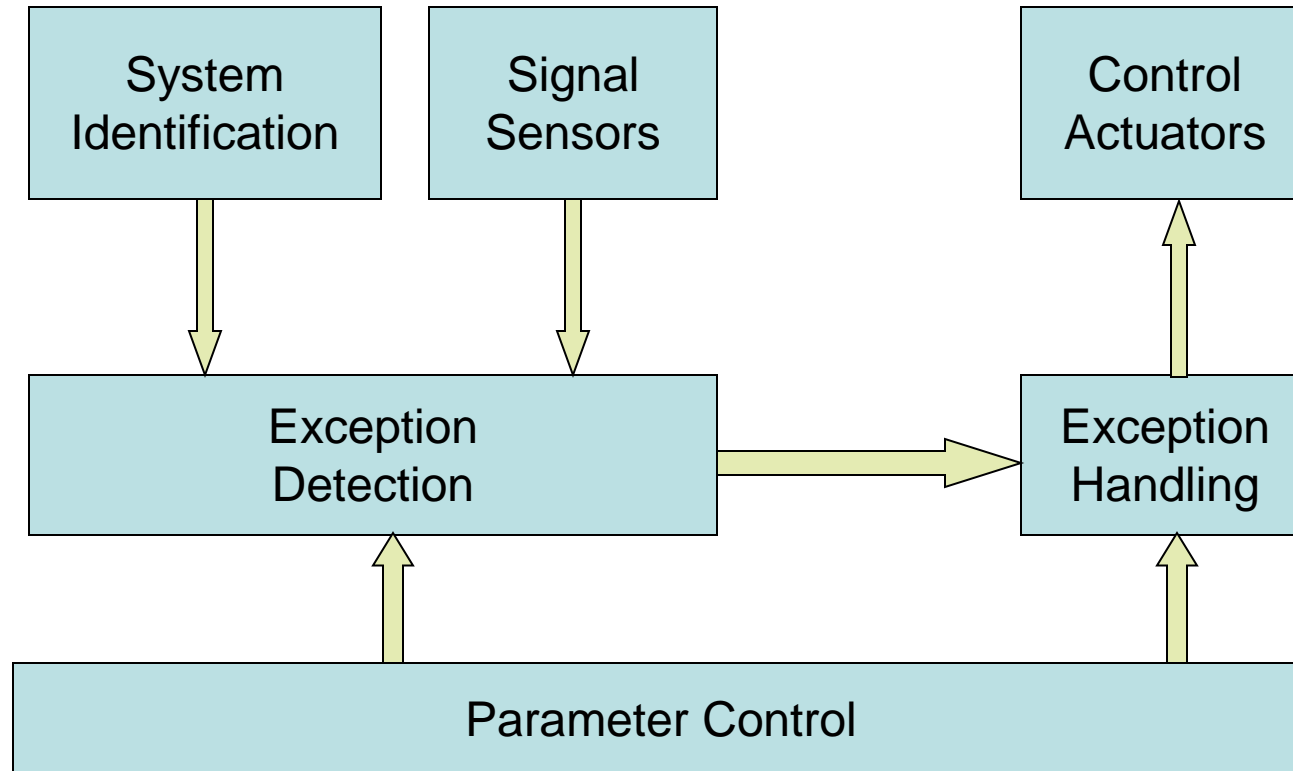 System
Identification
Signal
Sensors
Control
Actuators
Exception
Detection
Exception
Handling
Parameter Control